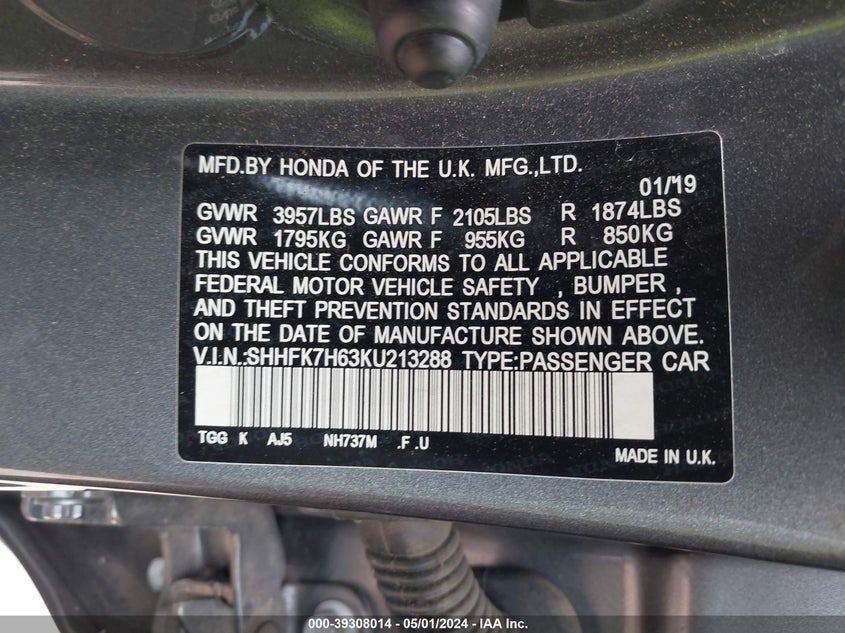 MFD.BY HONDA OF THE U.K. MFG.,LTD.
01/'19
GVWR 3957LBS GAWR F 2105LBS R 1874LBS
GVWR 1795KG GAWR F 955KG R 850KG
THIS VEHICLE CONFORMS TO ALL APPLICABLE
FEDERAL MOTOR VEHICLE SAFETY , BUMPER ,
AND THEFT PREVENTION STANDARDS IN EFFECT
ON THE DATE OF MANUFACTURE SHOWN ABOVE.
V.I.N.:SHHFK7H63KU213288 TYPE:PASSENGER CAR
TGG K AJ5 NH737M .F .U
MADE IN U.K.
000-39308014 - 05/01/2024 - IAA Inc.